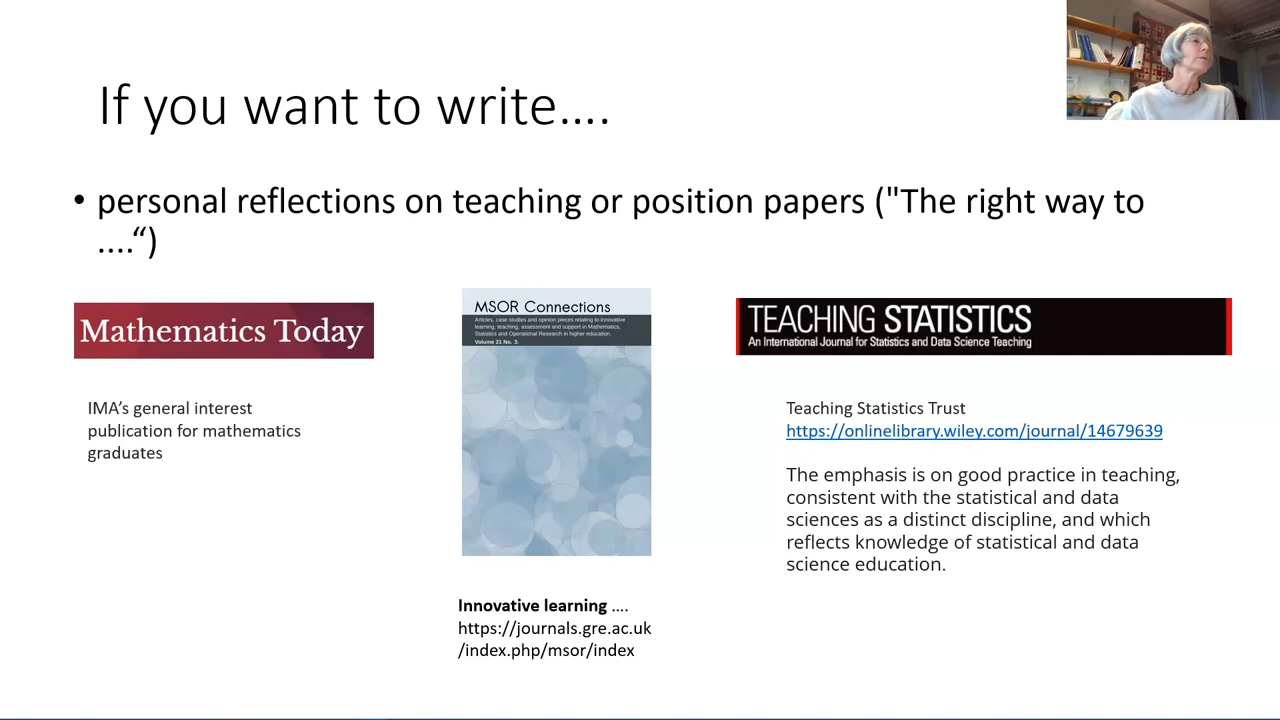 If you want to write....
• personal reflections on teaching or position papers ("The right way to
....“)
Mathematics Today
IMA’s general interest
publication for mathematics
graduates
MSOR Connections
Articles, case studies and opinion pieces relating to innovative
learning, teaching, assessment and support in Mathematics,
Statistics and Operational Research in higher education.
Volume 21 No. 3.
Innovative learning ....
https://journals.gre.ac.uk
/index.php/msor/index
TEACHING STATISTICS
An International Journal for Statistics and Data Science Teaching
Teaching Statistics Trust
https://onlinelibrary.wiley.com/journal/14679639
The emphasis is on good practice in teaching,
consistent with the statistical and data
sciences as a distinct discipline, and which
reflects knowledge of statistical and data
science education.